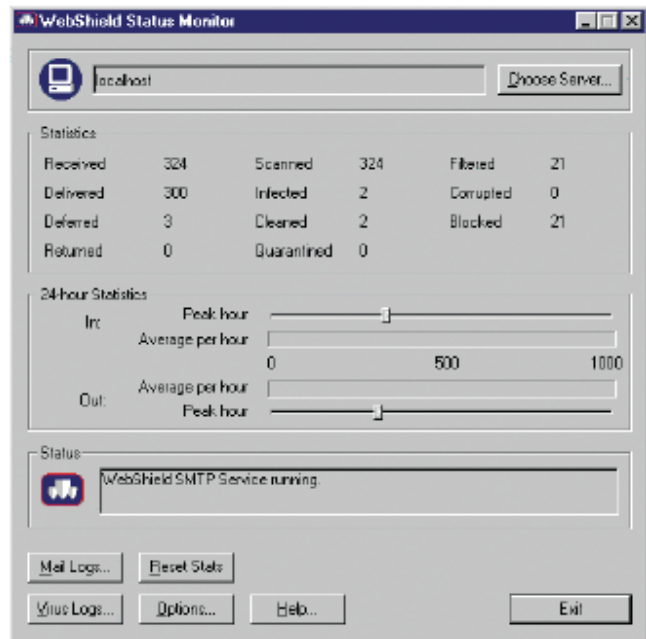 WebShield Status Monitor
localhost
Choose Server...
Statistics
Received 324 Scanned 324 Filtered 21
Delivered 300 Infected 2 Corrupted 0
Deferred 3 Cleaned 2 Blocked 21
Returned 0 Quarantined 0
24-hour Statistics
In: Peak hour
Average per hour
0 500 1000
Out: Average per hour
Peak hour
Status
WebShield SMTP Service running.
Mail Logs... Reset Stats
Virus Logs... Options... Help... Exit